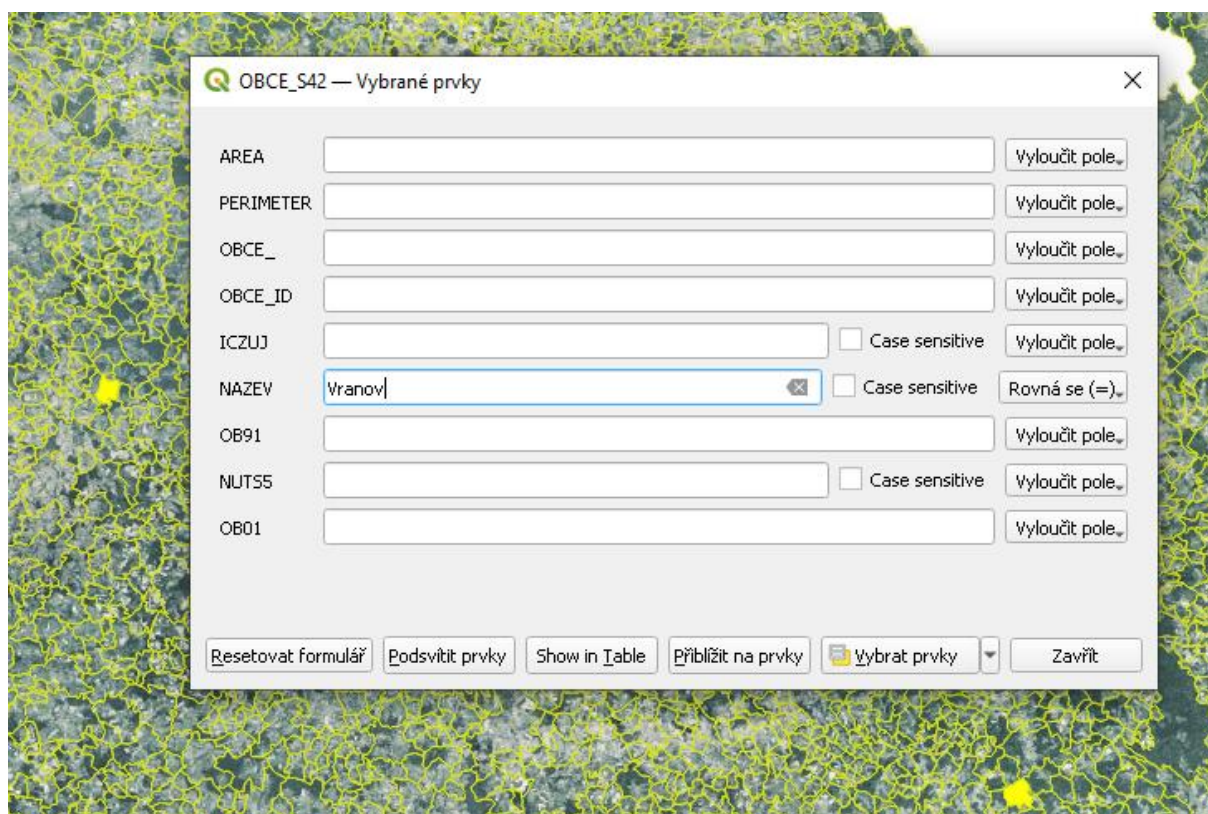 OBCE_S42 — Vybrané prvky
AREA Vyloučit pole
PERIMETER Vyloučit pole
OBCE_ Vyloučit pole
OBCE_ID Vyloučit pole
ICZUJ Case sensitive Vyloučit pole
NAZEV Vranov Case sensitive Rovná se (=)
OB91 Vyloučit pole
NUTS5 Case sensitive Vyloučit pole
OB01 Vyloučit pole
Resetovat formulář Podsvítit prvky Show in Table Přiblížit na prvky Vybrat prvky Zavřít